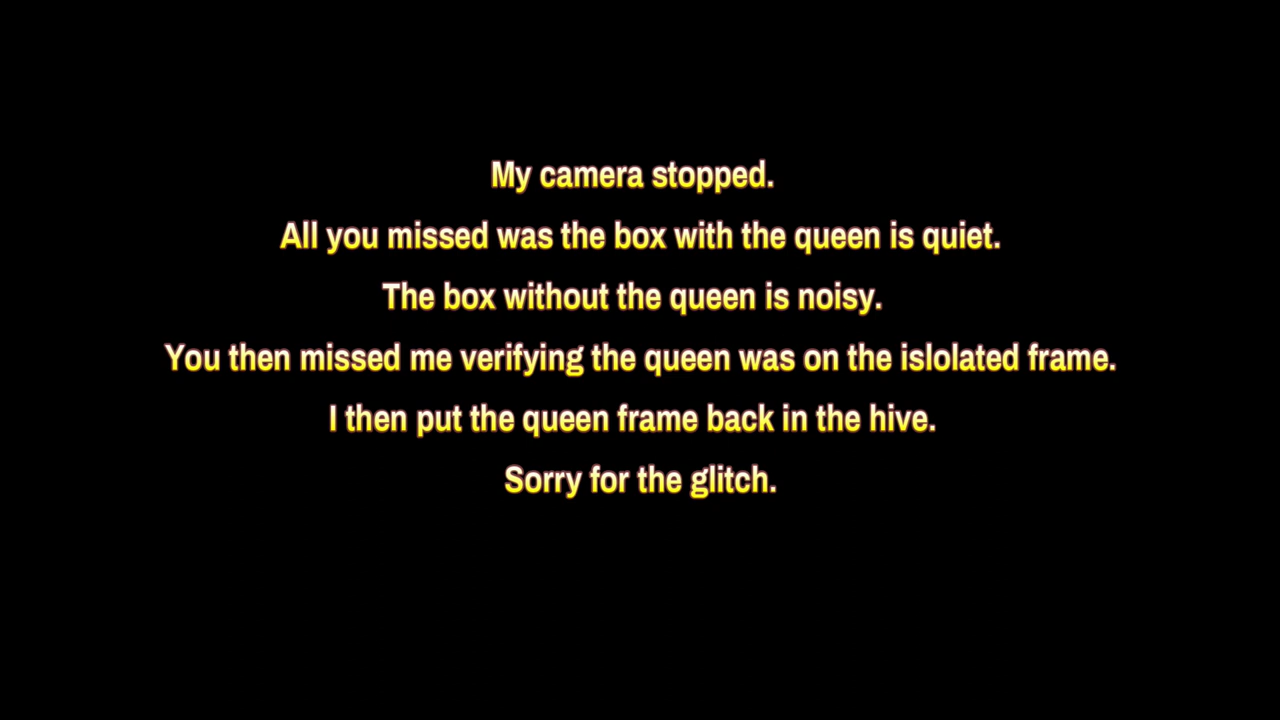 My camera stopped.
All you missed was the box with the queen is quiet.
The box without the queen is noisy.
You then missed me verifying the queen was on the islolated frame.
I then put the queen frame back in the hive.
Sorry for the glitch.